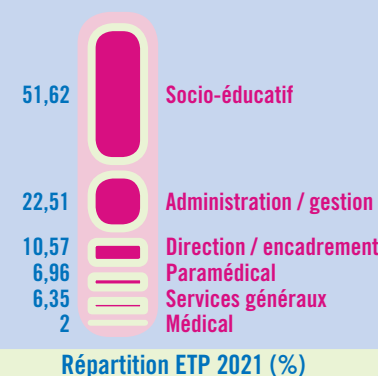 51,62 Socio-éducatif
22,51 Administration / gestion
10,57 Direction / encadrement
6,96 Paramédical
6,35 Services généraux
2 Médical
Répartition ETP 2021 (%)